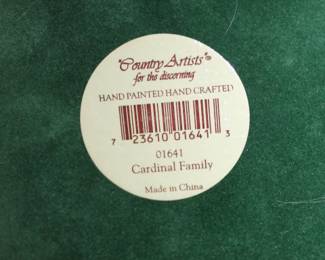 "Country Artists"®
for the discerning
HAND PAINTED HAND CRAFTED
7 23610 01641 3
01641
Cardinal Family
Made in China